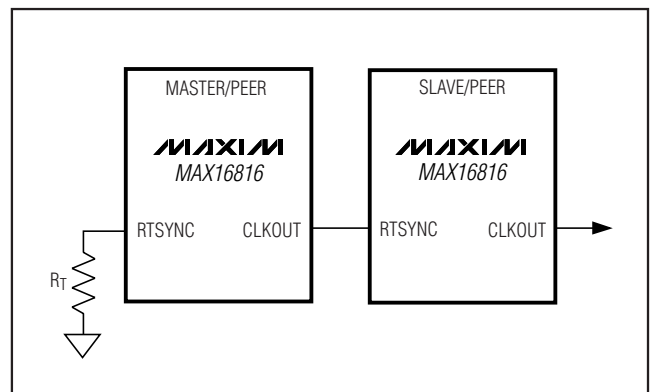 MASTER/PEER
MAXIM
MAX16816
RTSYNC CLKOUT
RT
SLAVE/PEER
MAXIM
MAX16816
RTSYNC CLKOUT